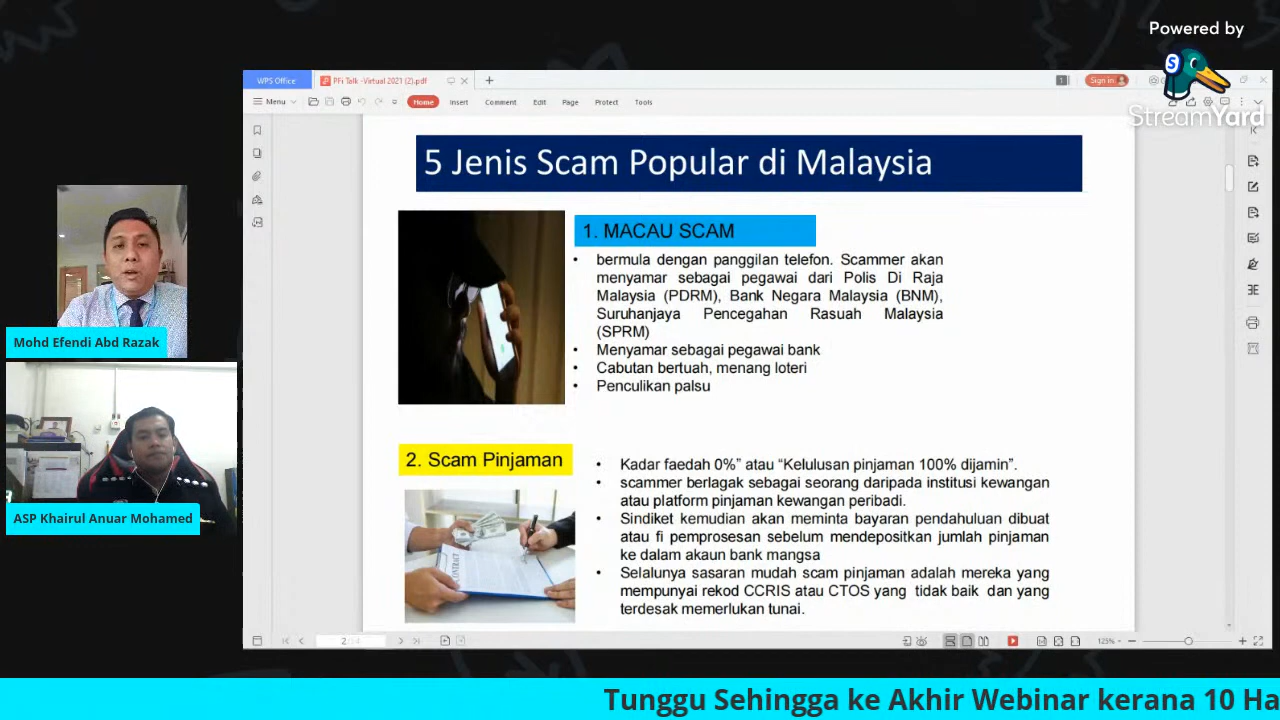 Powered by
StreamYard
WPS Office
PFi Talk -Virtual 2021 (2).pdf
Sign in
Menu
Home
Insert
Comment
Edit
Page
Protect
Tools
5 Jenis Scam Popular di Malaysia
1. MACAU SCAM
• bermula dengan panggilan telefon. Scammer akan
menyamar sebagai pegawai dari Polis Di Raja
Malaysia (PDRM), Bank Negara Malaysia (BNM),
Suruhanjaya Pencegahan Rasuah Malaysia
(SPRM)
• Menyamar sebagai pegawai bank
• Cabutan bertuah, menang loteri
• Penculikan palsu
2. Scam Pinjaman
• Kadar faedah 0%” atau “Kelulusan pinjaman 100% dijamin”.
• scammer berlagak sebagai seorang daripada institusi kewangan
atau platform pinjaman kewangan peribadi.
• Sindiket kemudian akan meminta bayaran pendahuluan dibuat
atau fi pemprosesan sebelum mendepositkan jumlah pinjaman
ke dalam akaun bank mangsa
• Selalunya sasaran mudah scam pinjaman adalah mereka yang
mempunyai rekod CCRIS atau CTOS yang tidak baik dan yang
terdesak memerlukan tunai.
CONTRACT
Mohd Efendi Abd Razak
ASP Khairul Anuar Mohamed
125%
Tunggu Sehingga ke Akhir Webinar kerana 10 Ha